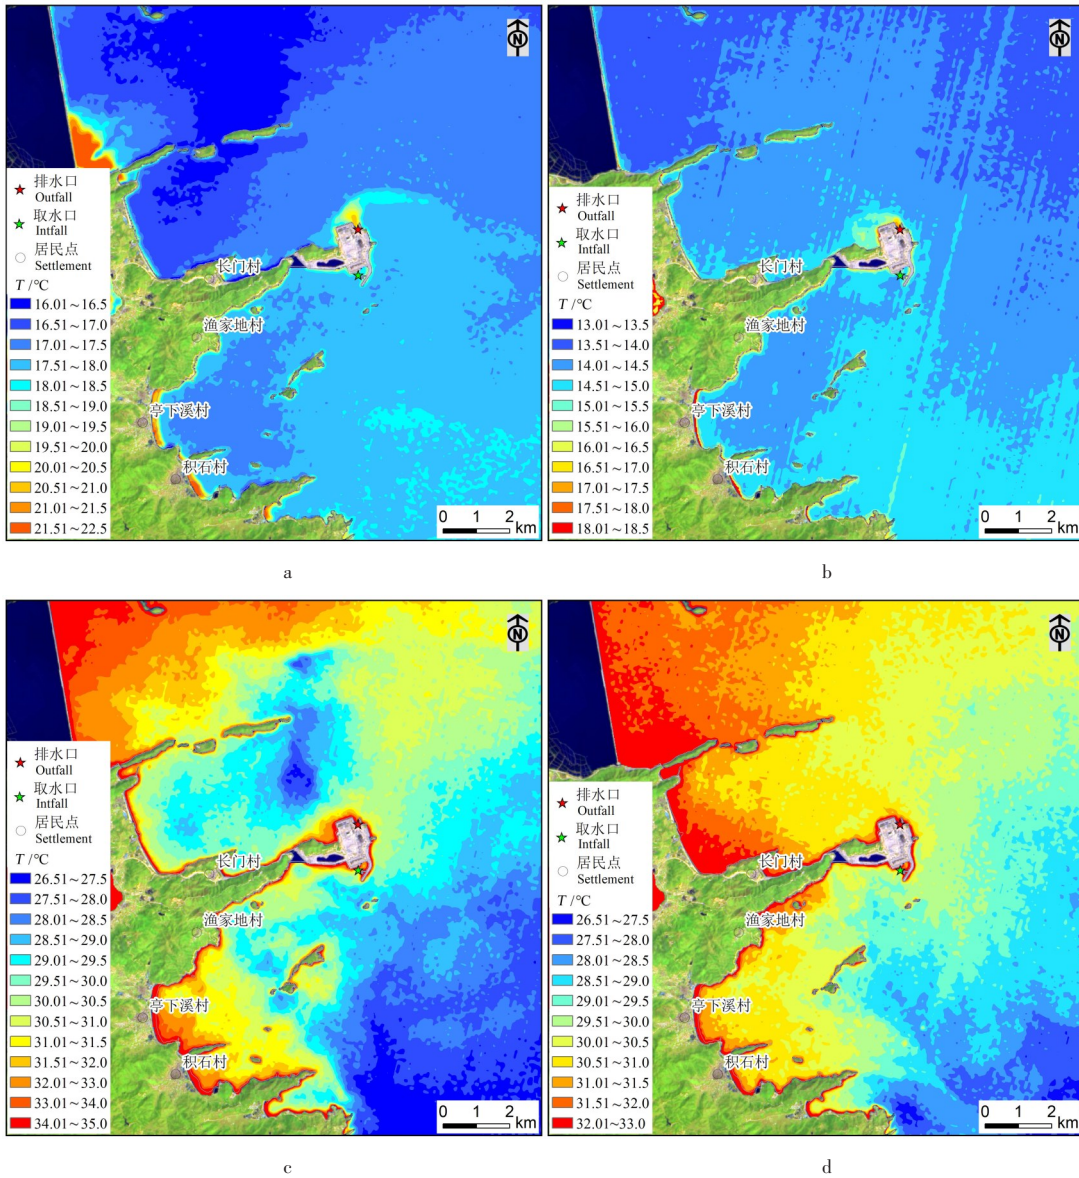 N
排水口
Outfall
取水口
Intfall
居民点
Settlement
T /℃
16.01~16.5
16.51~17.0
17.01~17.5
17.51~18.0
18.01~18.5
18.51~19.0
19.01~19.5
19.51~20.0
20.01~20.5
20.51~21.0
21.01~21.5
21.51~22.5
长门村
渔家地村
亭下溪村
积石村
0 1 2
km
a
N
排水口
Outfall
取水口
Intfall
居民点
Settlement
T /℃
13.01~13.5
13.51~14.0
14.01~14.5
14.51~15.0
15.01~15.5
15.51~16.0
16.01~16.5
16.51~17.0
17.01~17.5
17.51~18.0
18.01~18.5
长门村
渔家地村
亭下溪村
积石村
0 1 2
km
b
N
排水口
Outfall
取水口
Intfall
居民点
Settlement
T /℃
26.51~27.5
27.51~28.0
28.01~28.5
28.51~29.0
29.01~29.5
29.51~30.0
30.01~30.5
30.51~31.0
31.01~31.5
31.51~32.0
32.01~33.0
33.01~34.0
34.01~35.0
长门村
渔家地村
亭下溪村
积石村
0 1 2
km
c
N
排水口
Outfall
取水口
Intfall
居民点
Settlement
T /℃
26.51~27.5
27.51~28.0
28.01~28.5
28.51~29.0
29.01~29.5
29.51~30.0
30.01~30.5
30.51~31.0
31.01~31.5
31.51~32.0
32.01~33.0
长门村
渔家地村
亭下溪村
积石村
0 1 2
km
d